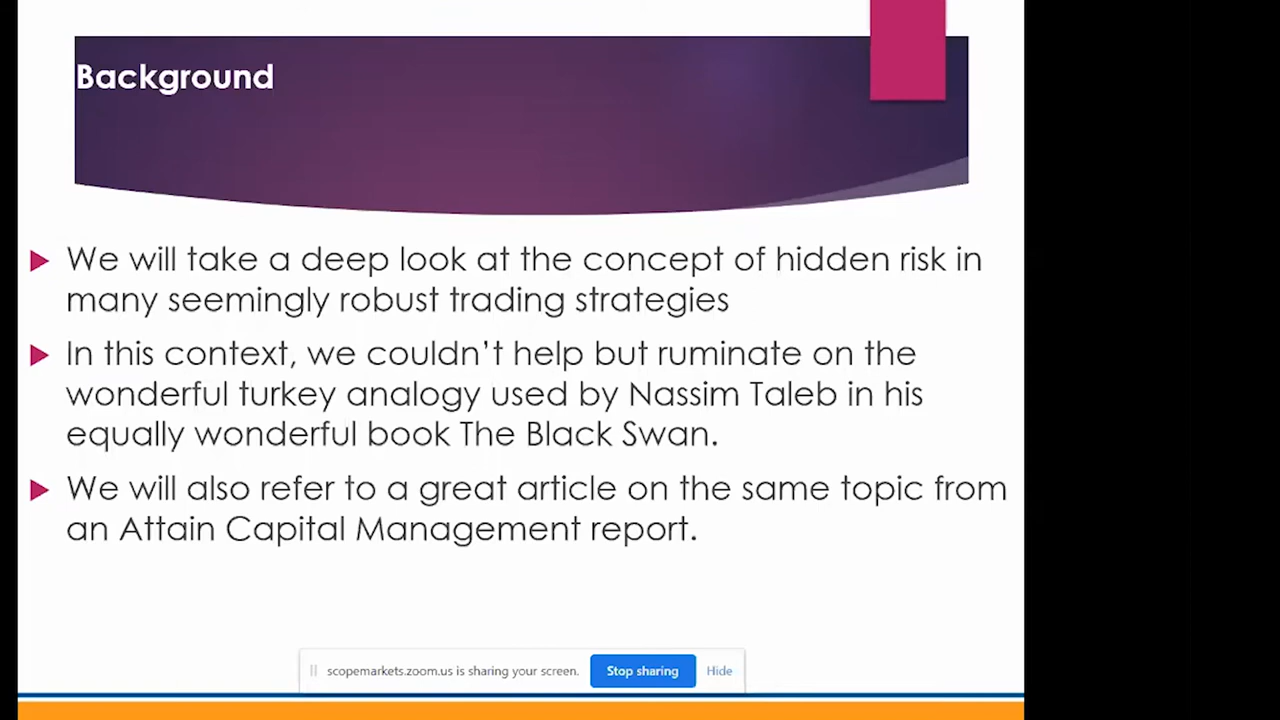 Background
We will take a deep look at the concept of hidden risk in
many seemingly robust trading strategies
In this context, we couldn't help but ruminate on the
wonderful turkey analogy used by Nassim Taleb in his
equally wonderful book The Black Swan.
We will also refer to a great article on the same topic from
an Attain Capital Management report.
scopemarkets.zoom.us is sharing your screen. Stop sharing Hide